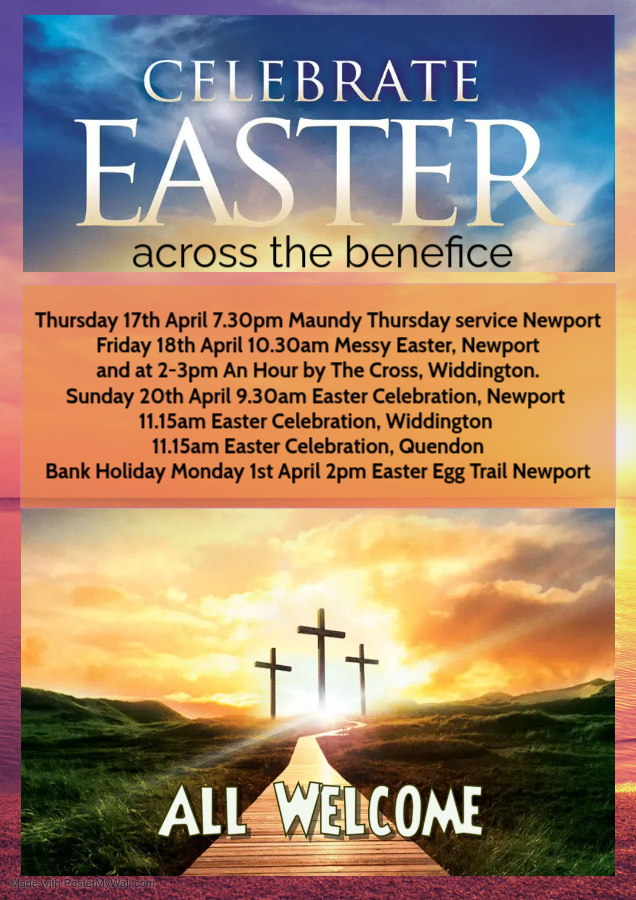 CELEBRATE
EASTER
across the benefice
Thursday 17th April 7.30pm Maundy Thursday service Newport
Friday 18th April 10.30am Messy Easter, Newport
and at 2-3pm An Hour by The Cross, Widdington.
Sunday 20th April 9.30am Easter Celebration, Newport
11.15am Easter Celebration, Widdington
11.15am Easter Celebration, Quendon
Bank Holiday Monday 1st April 2pm Easter Egg Trail Newport
ALL WELCOME
Made with PosterMyWall.com